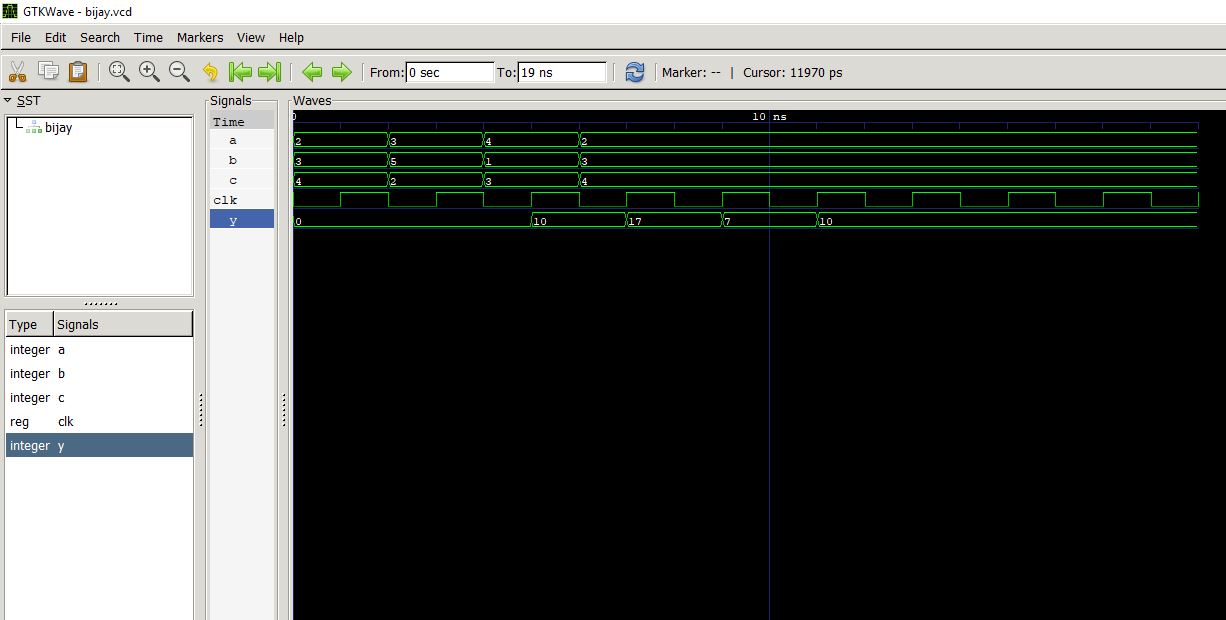 GTKWave - bijay.vcd
File Edit Search Time Markers View Help
From: 0 sec To: 19 ns Marker: -- | Cursor: 11970 ps
SST
bijay
Type Signals
integer a
integer b
integer c
reg clk
integer y
Signals
Time
a
b
c
clk
y
Waves
0 10 ns
2 3 4 2
3 5 1 3
4 2 3 4
0 10 17 7 10